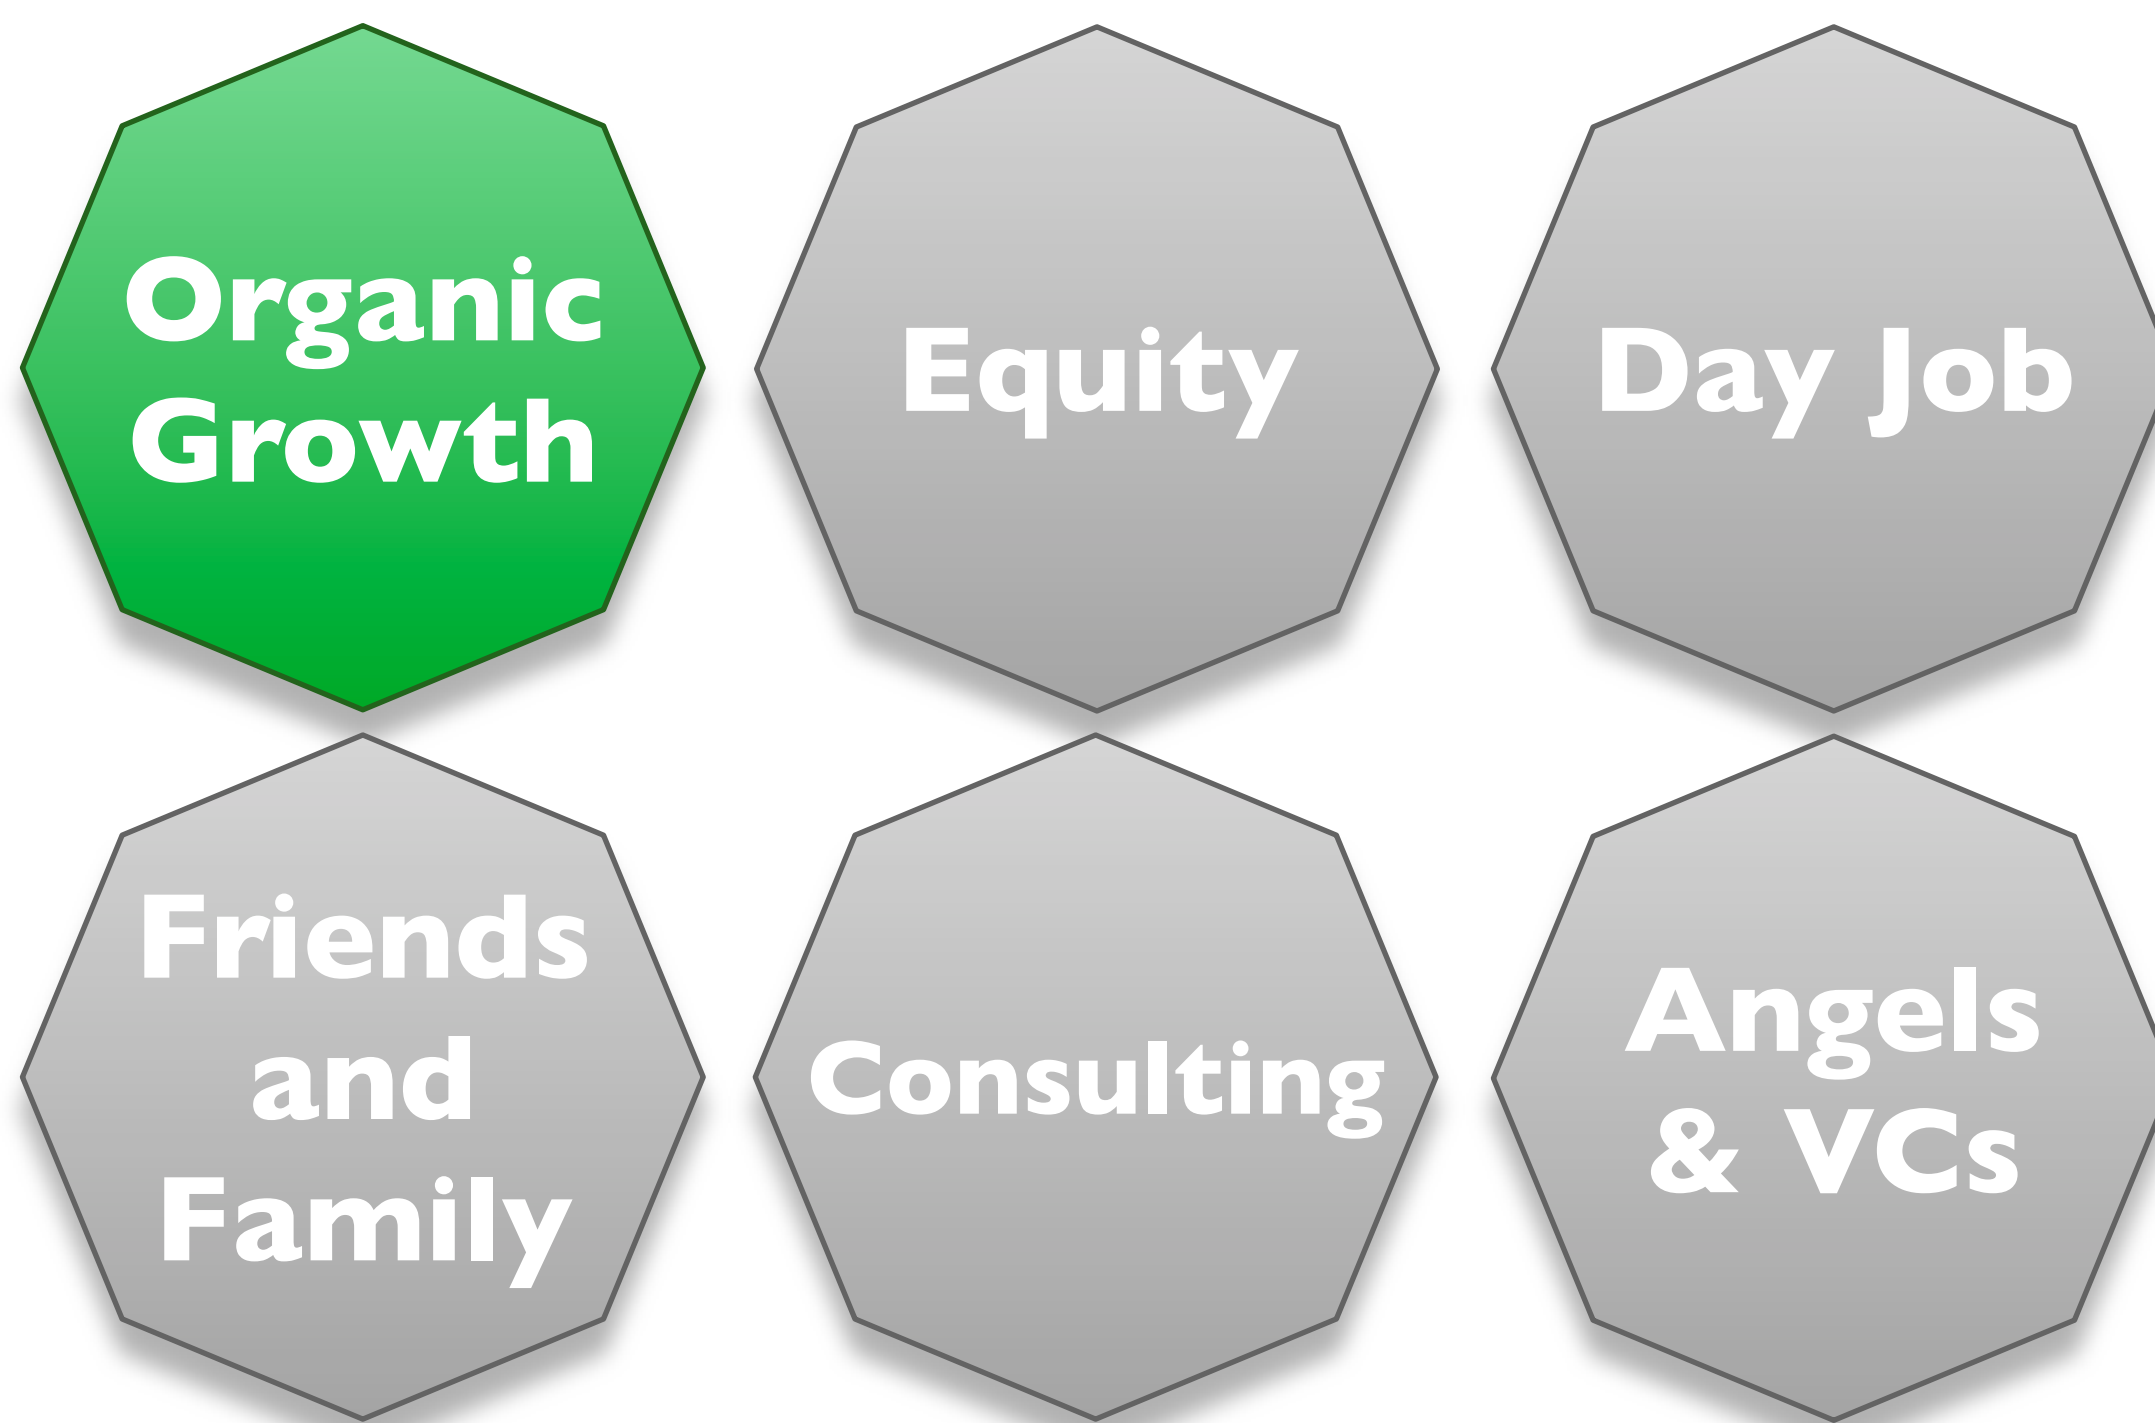 Organic
Growth
Equity
Day Job
Friends
and
Family
Consulting
Angels
& VCs